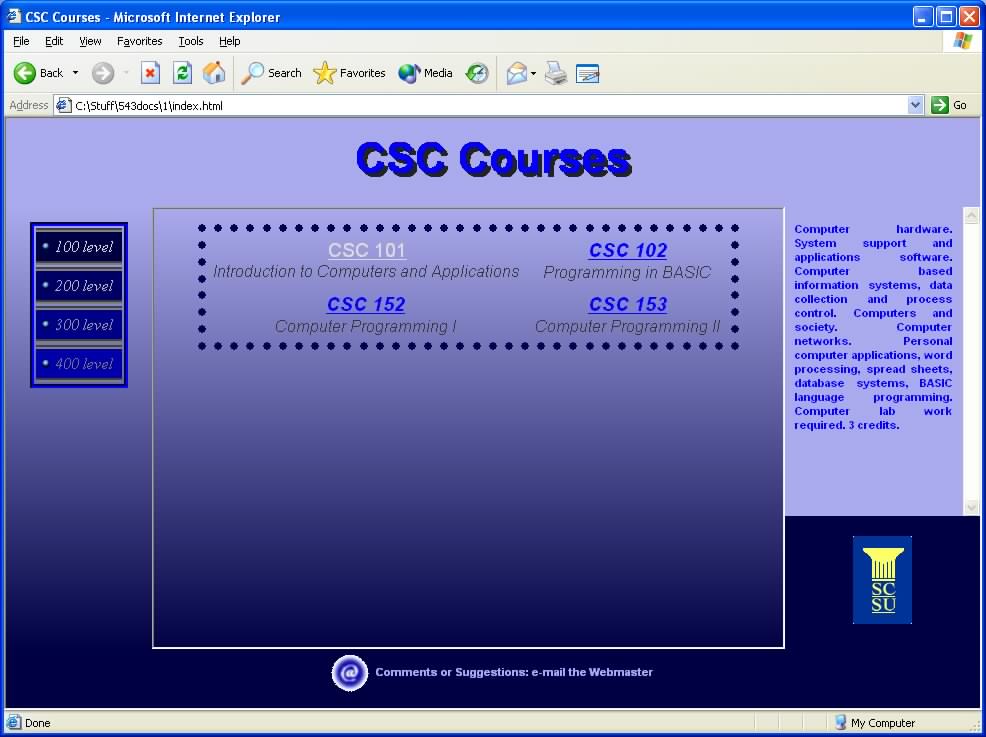 CSC Courses - Microsoft Internet Explorer
File Edit View Favorites Tools Help
Back Search Favorites Media
Address C:\Stuff\543docs\1\index.html Go
CSC Courses
100 level
200 level
300 level
400 level
CSC 101 CSC 102
Introduction to Computers and Applications Programming in BASIC
CSC 152 CSC 153
Computer Programming I Computer Programming II
Computer hardware.
System support and
applications software.
Computer based
information systems, data
collection and process
control. Computers and
society. Computer
networks. Personal
computer applications, word
processing, spread sheets,
database systems, BASIC
language programming.
Computer lab work
required. 3 credits.
SC
SU
@ Comments or Suggestions: e-mail the Webmaster
Done My Computer